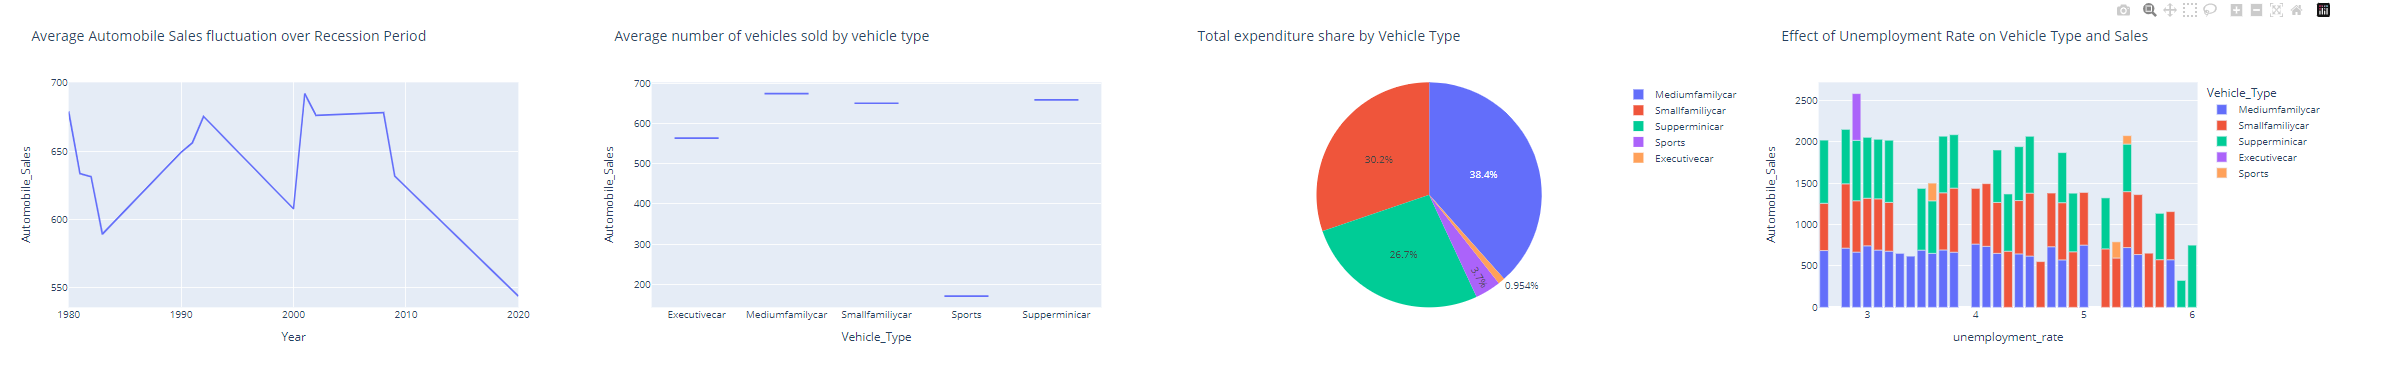 Average Automobile Sales fluctuation over Recession Period
700
650
600
550
Automobile_Sales
1980
1990
2000
2010
2020
Year
Average number of vehicles sold by vehicle type
700
600
500
400
300
200
Automobile_Sales
Executivecar
Mediumfamilycar
Smallfamiliycar
Sports
Supperminicar
Vehicle_Type
Total expenditure share by Vehicle Type
30.2%
38.4%
26.7%
3.7%
0.954%
Mediumfamilycar
Smallfamiliycar
Supperminicar
Sports
Executivecar
Effect of Unemployment Rate on Vehicle Type and Sales
2500
2000
1500
1000
500
0
Automobile_Sales
3
4
5
6
unemployment_rate
Vehicle_Type
Mediumfamilycar
Smallfamiliycar
Supperminicar
Executivecar
Sports